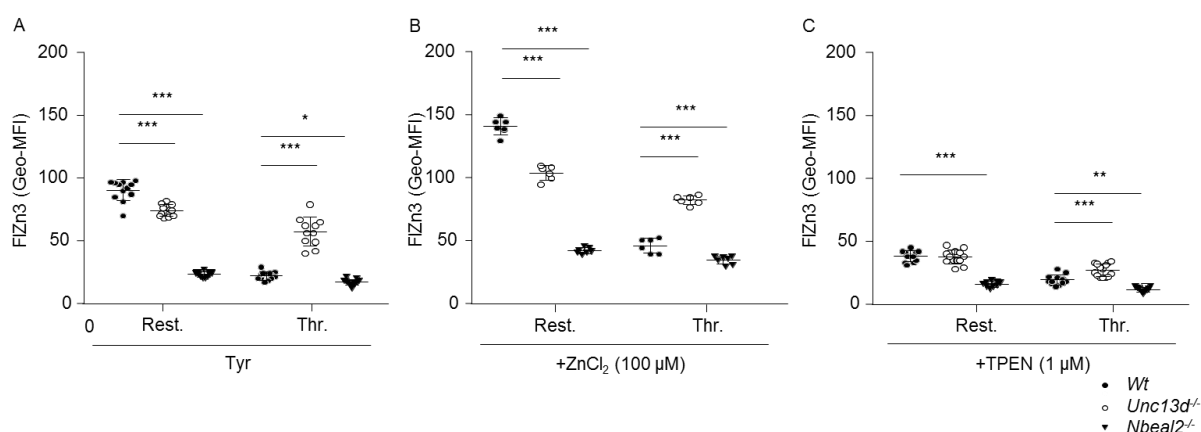 A
B
C
FlZn3 (Geo-MFI)
200
150
100
50
0
0
***
***
*
***
Rest.
Thr.
Tyr
FlZn3 (Geo-MFI)
200
150
100
50
0
***
***
***
***
Rest.
Thr.
+ZnCl₂ (100 µM)
FlZn3 (Geo-MFI)
200
150
100
50
0
***
**
***
Rest.
Thr.
+TPEN (1 µM)
Wt
Unc13d⁻/⁻
Nbeal2⁻/⁻